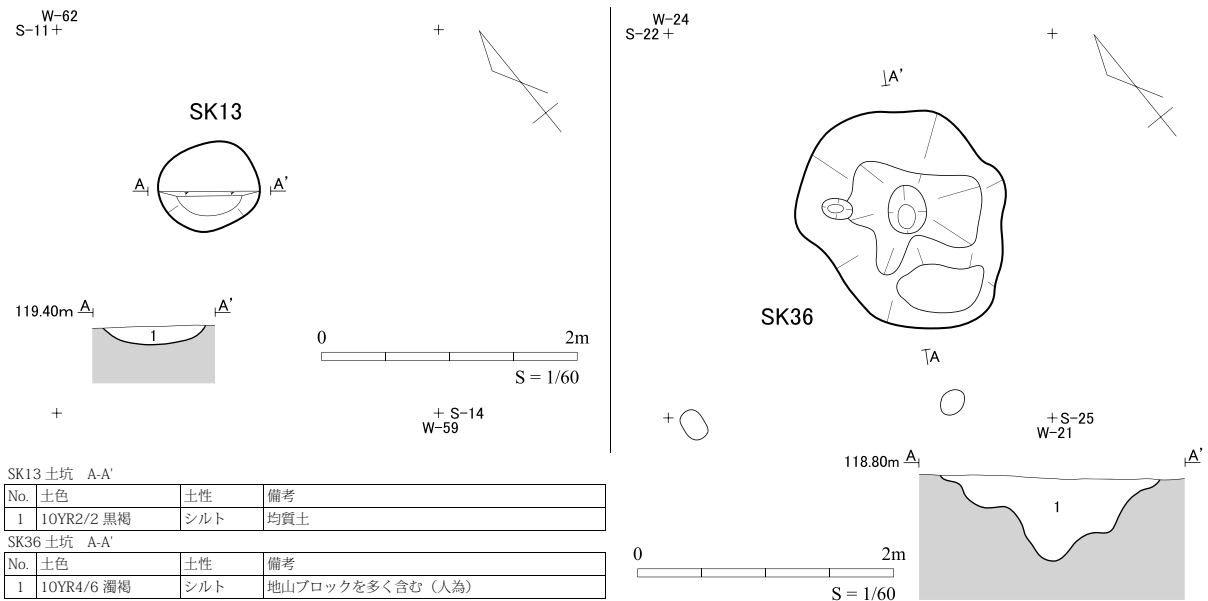 W-62
S-11
SK13
A A'
119.40m A A'
1
0 2m
S = 1/60
S-14
W-59
SK13 土坑 A-A'
No. 土色 土性 備考
1 10YR2/2 黒褐 シルト 均質土
SK36 土坑 A-A'
No. 土色 土性 備考
1 10YR4/6 濁褐 シルト 地山ブロックを多く含む（人為）
W-24
S-22
A'
SK36
A
S-25
W-21
118.80m A A'
1
0 2m
S = 1/60